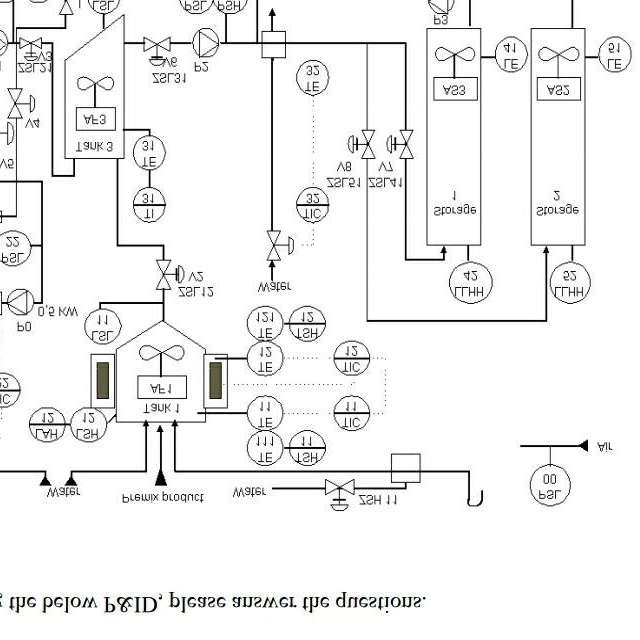 the below P&ID, please answer the questions.
PSL
00
Air
ZSH 11
Water
Premix product
Water
TE
111
TSH
11
LAH
12
LSH
12
Tank 1
TE
11
TIC
11
AF1
TE
12
TIC
12
LSL
11
TE
121
TSH
12
P0
0,5 KW
ZSL12
V2
Water
LLHH
42
LLHH
52
PSL
22
TI
31
TIC
32
Storage
1
Storage
2
ZSL51
V8
ZSL41
V7
TE
31
Tank 3
V5
AF3
V4
TE
32
AS3
AS2
ZSL21
V3
ZSL31
V6
P2
LE
41
LE
51
P3
LSL
PSL
PSH